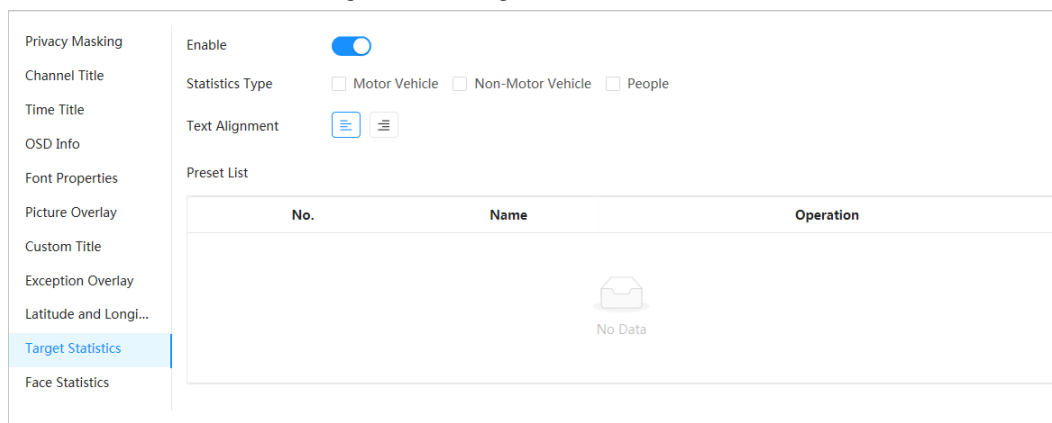 Privacy Masking
Channel Title
Time Title
OSD Info
Font Properties
Picture Overlay
Custom Title
Exception Overlay
Latitude and Longi...
Target Statistics
Face Statistics
Enable
Statistics Type Motor Vehicle Non-Motor Vehicle People
Text Alignment
Preset List
No. Name Operation
No Data